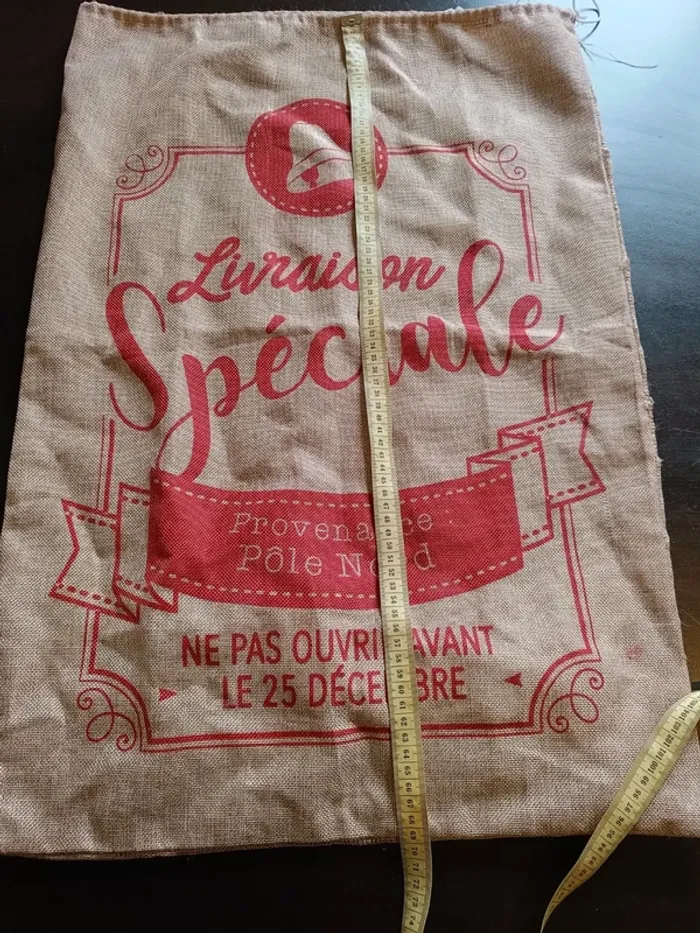 Livraison
Spéciale
Provenance
Pôle Nord
NE PAS OUVRIR AVANT
LE 25 DÉCEMBRE